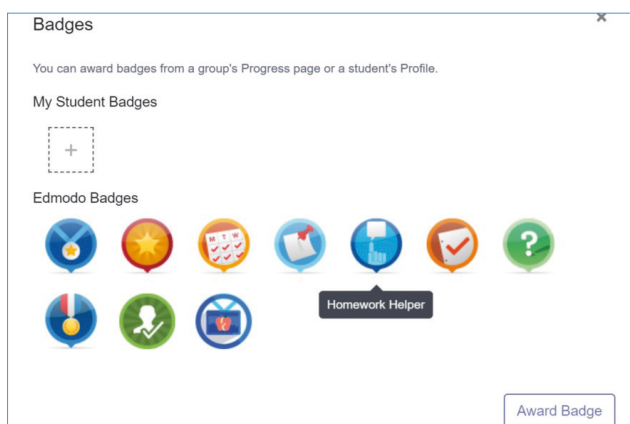 Badges
You can award badges from a group's Progress page or a student's Profile.
My Student Badges
+
Edmodo Badges
M T W
?
Homework Helper
Award Badge